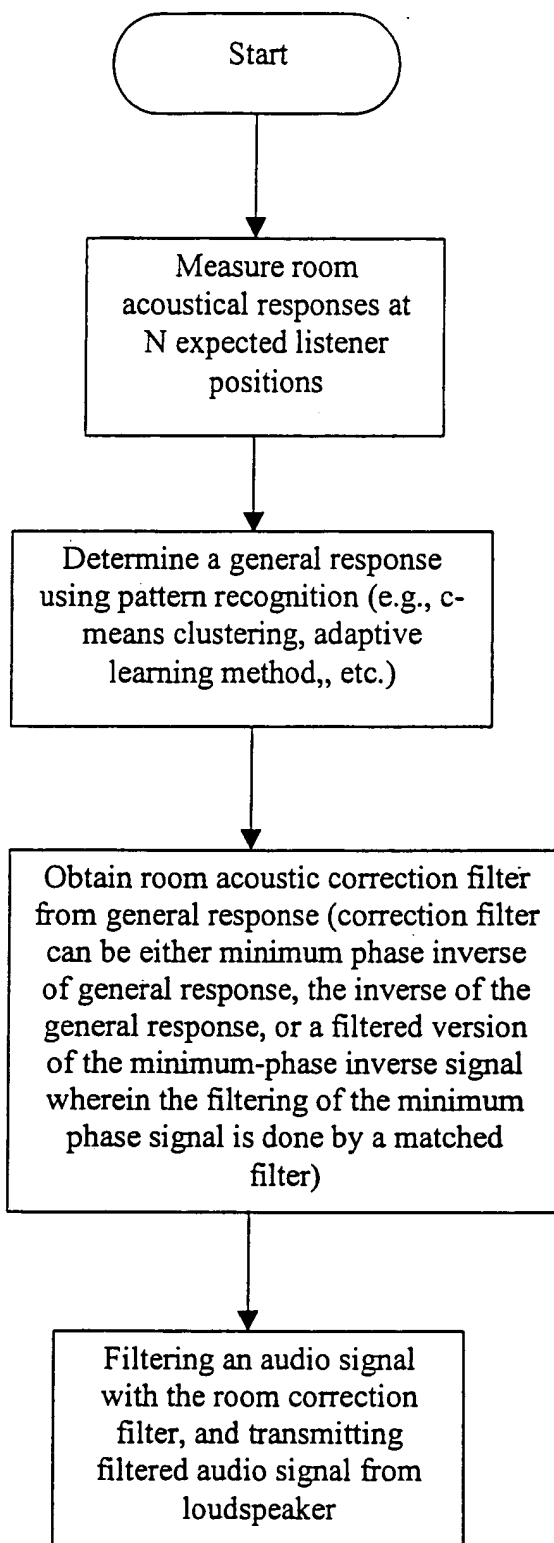 Start
Measure room
acoustical responses at
N expected listener
positions
Determine a general response
using pattern recognition (e.g., c-
means clustering, adaptive
learning method,, etc.)
Obtain room acoustic correction filter
from general response (correction filter
can be either minimum phase inverse
of general response, the inverse of the
general response, or a filtered version
of the minimum-phase inverse signal
wherein the filtering of the minimum
phase signal is done by a matched
filter)
Filtering an audio signal
with the room correction
filter, and transmitting
filtered audio signal from
loudspeaker